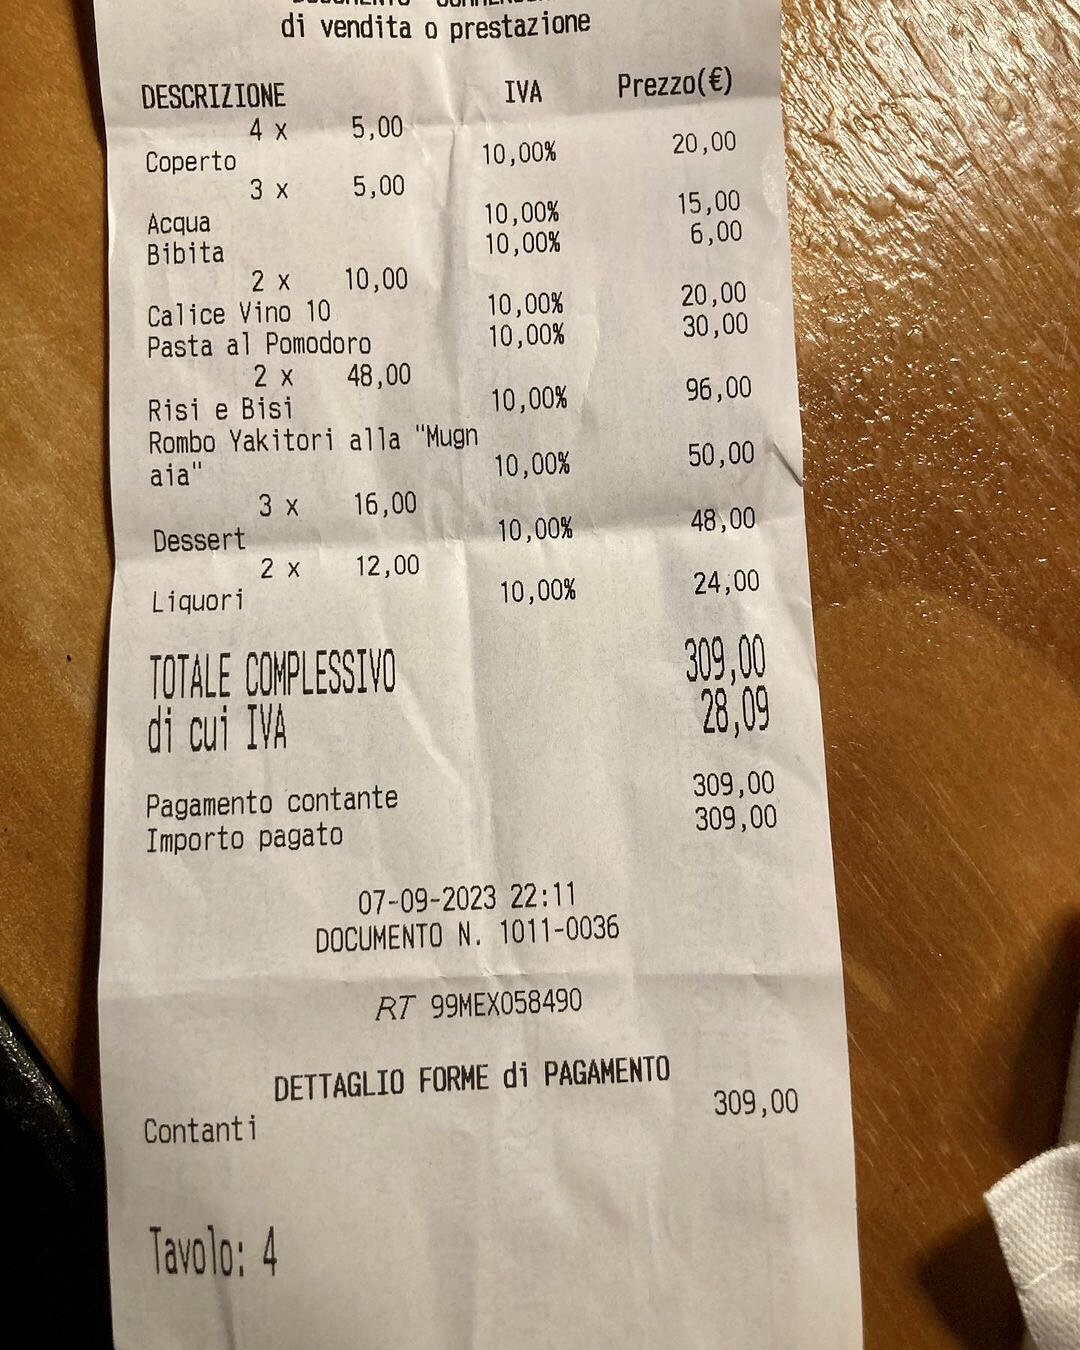 di vendita o prestazione
DESCRIZIONE IVA Prezzo(€)
4 x 5,00
Coperto 10,00% 20,00
3 x 5,00
Acqua 10,00% 15,00
Bibita 10,00% 6,00
2 x 10,00
Calice Vino 10 10,00% 20,00
Pasta al Pomodoro 10,00% 30,00
2 x 48,00
Risi e Bisi 10,00% 96,00
Rombo Yakitori alla "Mugn
aia" 10,00% 50,00
3 x 16,00
Dessert 10,00% 48,00
2 x 12,00
Liquori 10,00% 24,00
TOTALE COMPLESSIVO 309,00
di cui IVA 28,09
Pagamento contante 309,00
Importo pagato 309,00
07-09-2023 22:11
DOCUMENTO N. 1011-0036
RT 99MEX058490
DETTAGLIO FORME di PAGAMENTO
Contanti 309,00
Tavolo: 4